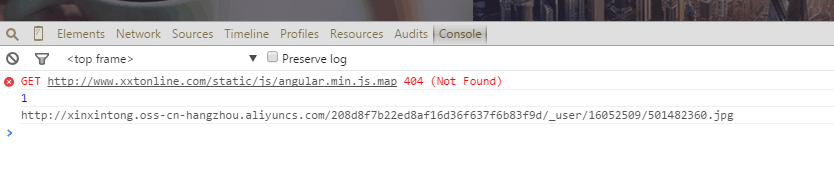 Elements Network Sources Timeline Profiles Resources Audits Console
<top frame> Preserve log
GET http://www.xxtonline.com/static/js/angular.min.js.map 404 (Not Found)
1
http://xinxintong.oss-cn-hangzhou.aliyuncs.com/208d8f7b22ed8af16d36f637f6b83f9d/_user/16052509/501482360.jpg